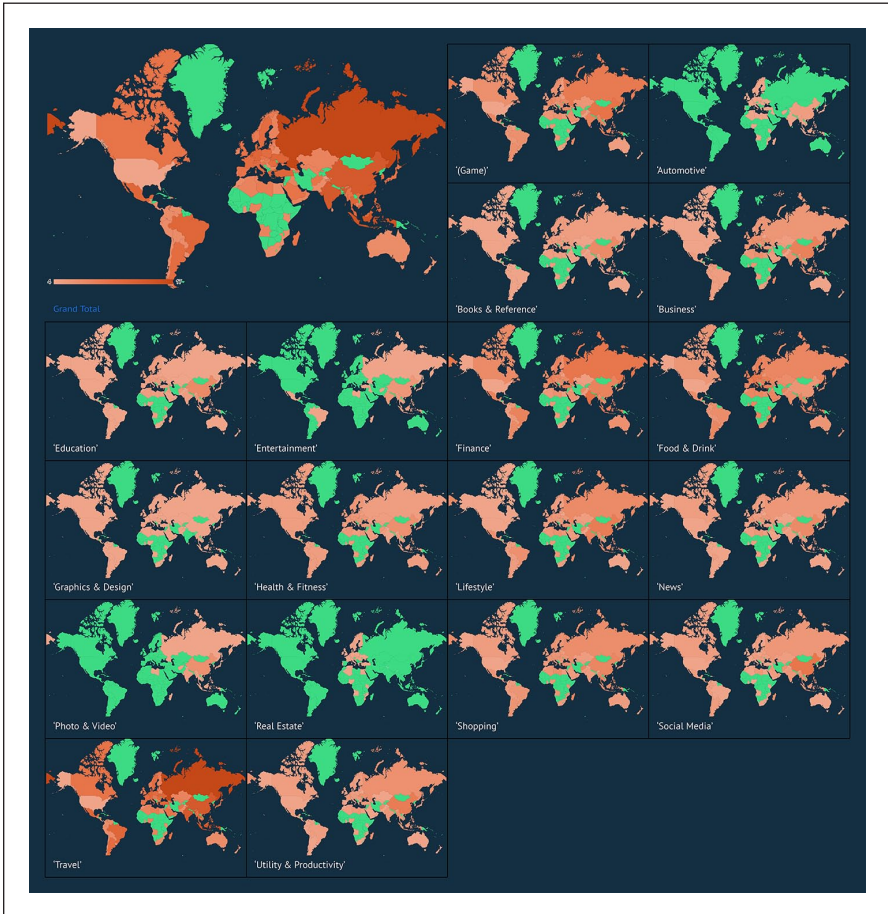 Grand Total
'(Game)'
'Automotive'
'Books & Reference'
'Business'
'Education'
'Entertainment'
'Finance'
'Food & Drink'
'Graphics & Design'
'Health & Fitness'
'Lifestyle'
'News'
'Photo & Video'
'Real Estate'
'Shopping'
'Social Media'
'Travel'
'Utility & Productivity'